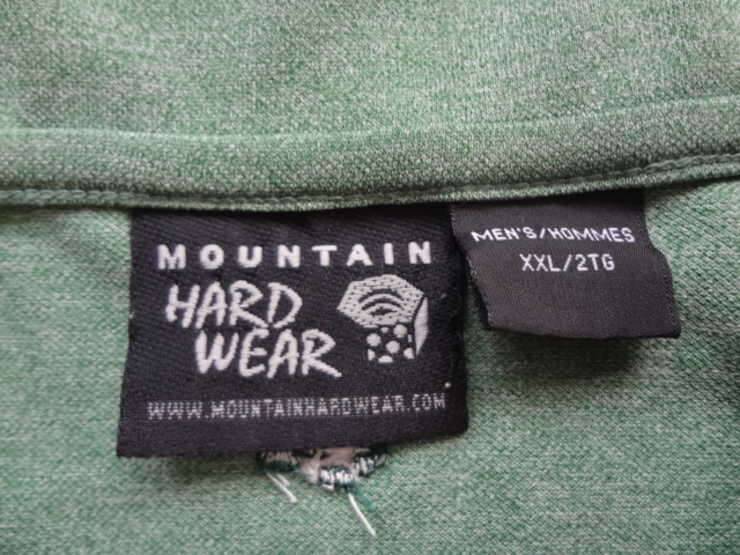 MOUNTAIN
HARD
WEAR
WWW.MOUNTAINHARDWEAR.COM
MEN'S/HOMMES
XXL/2TG